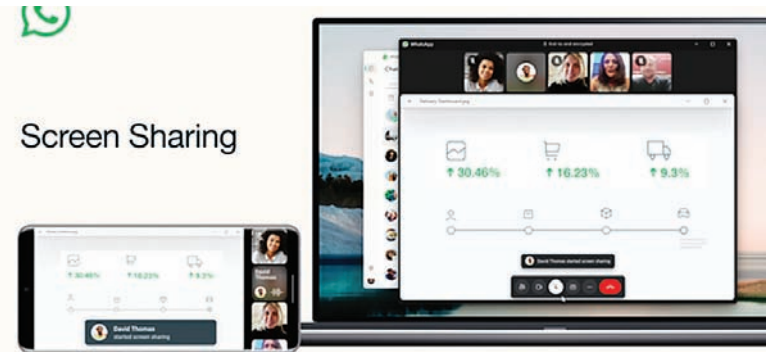 Screen Sharing
WhatsApp
End-to-end encrypted
Chats
↑ 30.46%
↑ 16.23%
↑ 9.3%
David Thomas started screen sharing
↑ 30.46%
↑ 16.23%
↑ 9.3%
David
Thomas
David Thomas
started screen sharing